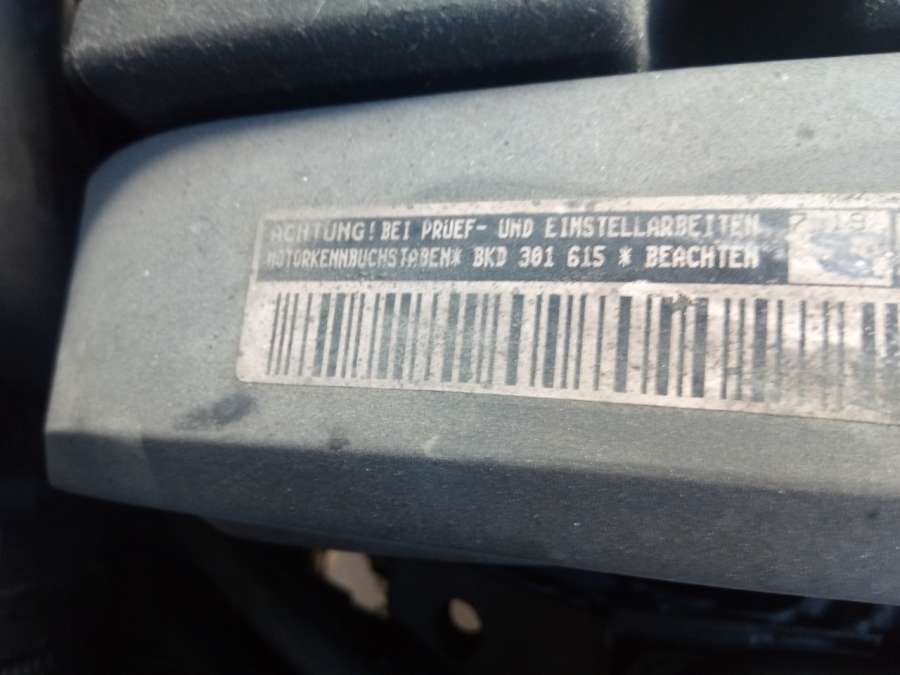 ACHTUNG! BEI PRUEF- UND EINSTELLARBEITEN
MOTORKENNBUCHSTABEN* BKD 301 615 * BEACHTEN